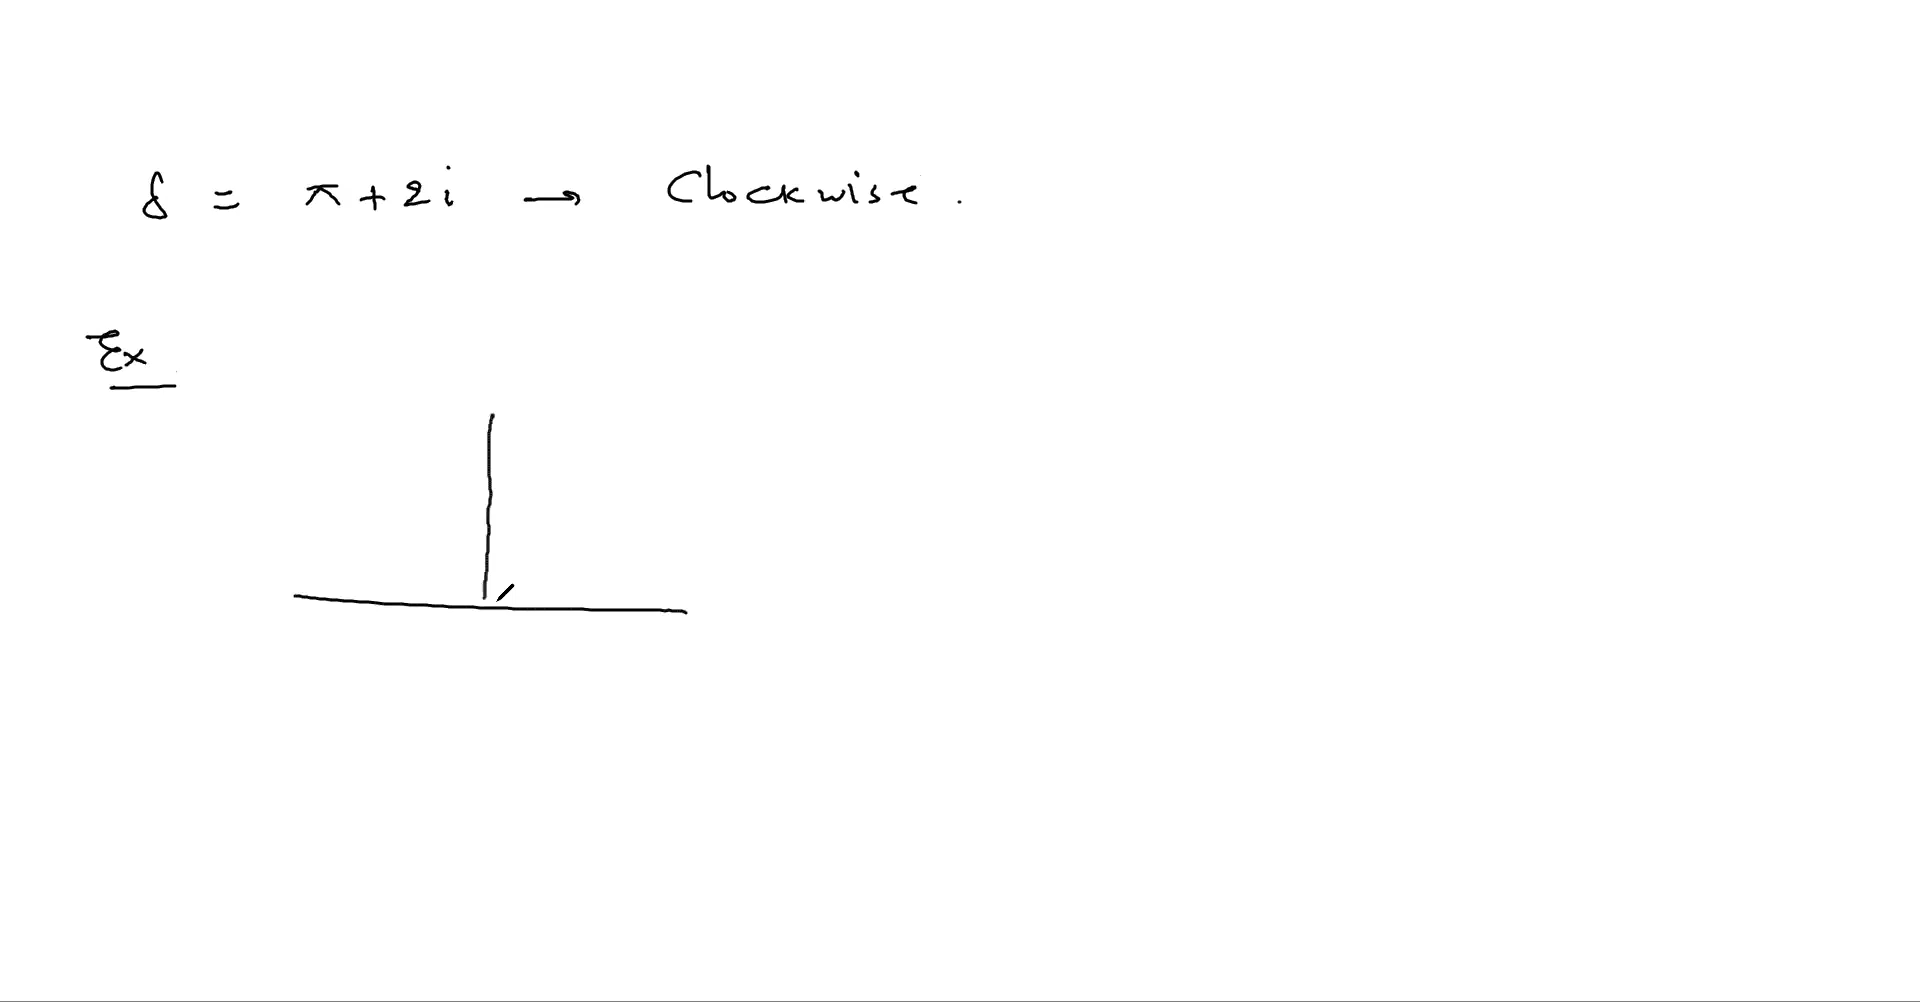 δ = π + 2i → Clockwise.
Ex